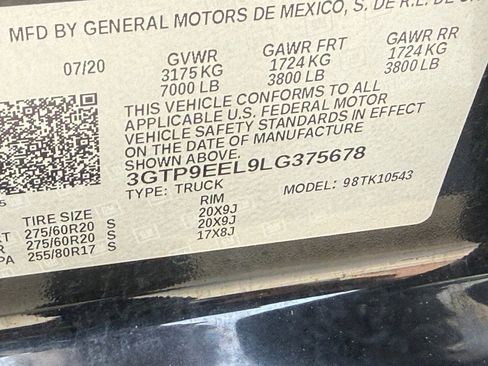 MFD BY GENERAL MOTORS DE MEXICO, S. DE R.L. DE
07/20 GVWR GAWR FRT GAWR RR
3175 KG 1724 KG 1724 KG
7000 LB 3800 LB 3800 LB
THIS VEHICLE CONFORMS TO ALL
APPLICABLE U.S. FEDERAL MOTOR
VEHICLE SAFETY STANDARDS IN EFFECT
ON THE DATE OF MANUFACTURE
SHOWN ABOVE.
3GTP9EEL9LG375678
TYPE: TRUCK MODEL: 98TK10543
TIRE SIZE RIM
RT 275/60R20 S 20X9J
R 275/60R20 S 20X9J
PA 255/80R17 S 17X8J